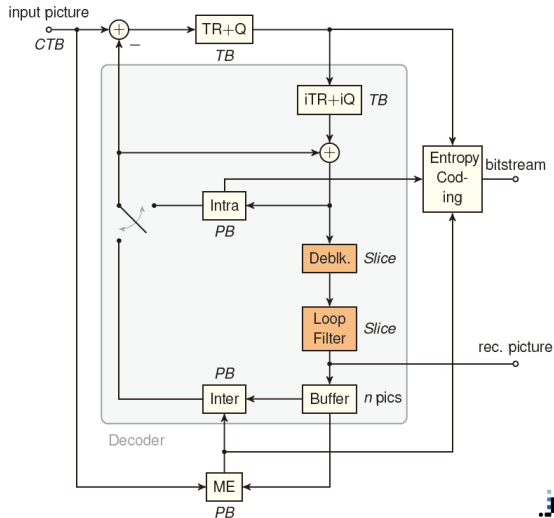 input picture
CTB
−
TR+Q
TB
iTR+iQ
TB
Entropy
Cod-
ing
bitstream
Intra
PB
Deblk.
Slice
Loop
Filter
Slice
rec. picture
PB
Inter
Buffer
n pics
Decoder
ME
PB